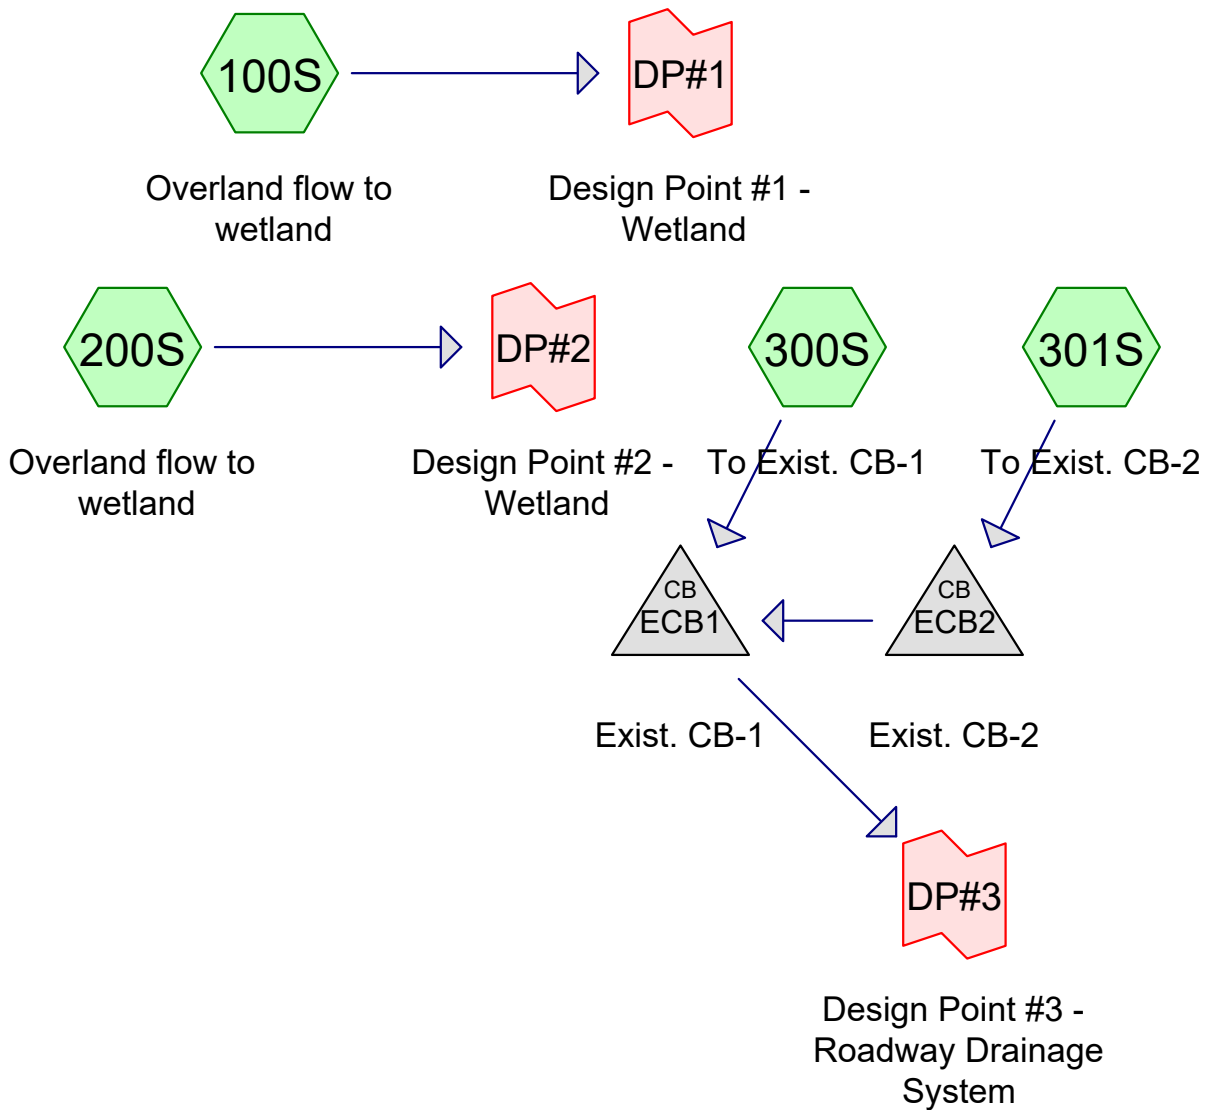 100S
DP#1
Overland flow to
wetland
Design Point #1 -
Wetland
200S
DP#2
300S
301S
Overland flow to
wetland
Design Point #2 -
Wetland
To Exist. CB-1
To Exist. CB-2
CB
ECB1
CB
ECB2
Exist. CB-1
Exist. CB-2
DP#3
Design Point #3 -
Roadway Drainage
System